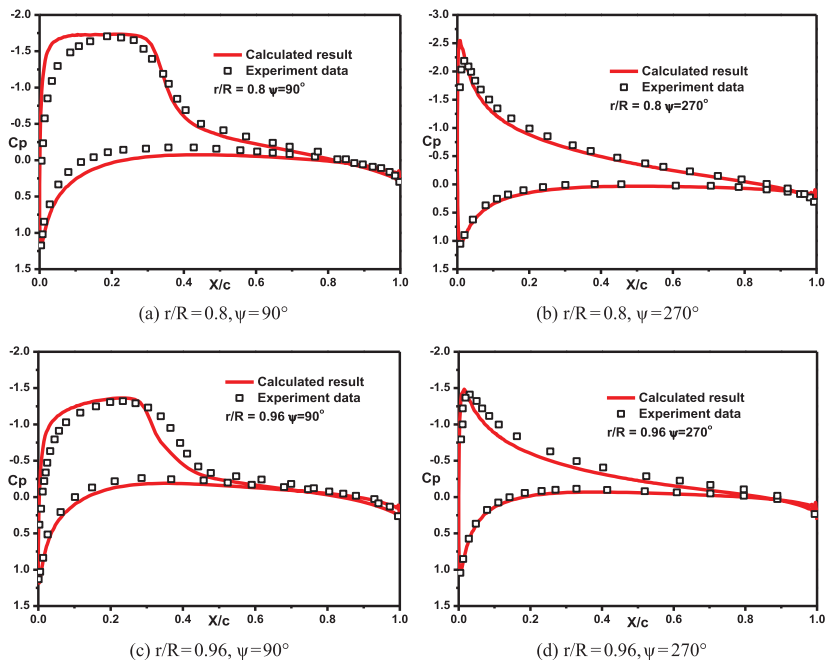 -2.0
-1.5
-1.0
-0.5
0.0
0.5
1.0
1.5
Cp
Calculated result
Experiment data
r/R = 0.8 ψ=90°
0.0 0.2 0.4 0.6 0.8 1.0
X/c
(a) r/R=0.8, ψ=90°
-3.0
-2.5
-2.0
-1.5
-1.0
-0.5
0.0
0.5
1.0
1.5
Cp
Calculated result
Experiment data
r/R = 0.8 ψ=270°
0.0 0.2 0.4 0.6 0.8 1.0
X/c
(b) r/R=0.8, ψ=270°
-2.0
-1.5
-1.0
-0.5
0.0
0.5
1.0
1.5
Cp
Calculated result
Experiment data
r/R = 0.96 ψ=90°
0.0 0.2 0.4 0.6 0.8 1.0
X/c
(c) r/R=0.96, ψ=90°
-2.0
-1.5
-1.0
-0.5
0.0
0.5
1.0
1.5
Cp
Calculated result
Experiment data
r/R = 0.96 ψ=270°
0.0 0.2 0.4 0.6 0.8 1.0
X/c
(d) r/R=0.96, ψ=270°